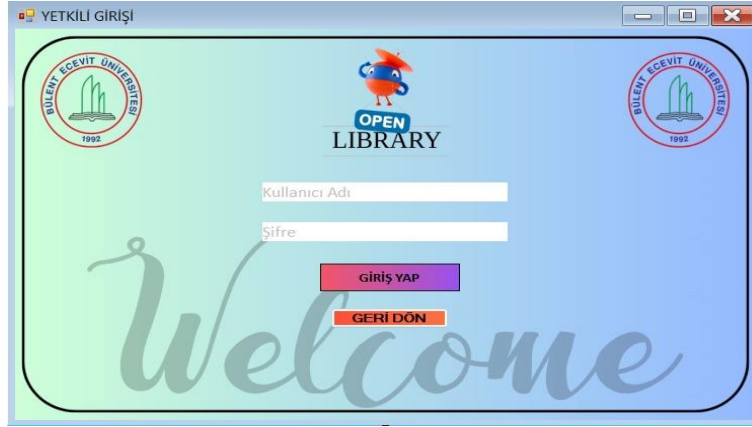 YETKİLİ GİRİŞİ
BÜLENT ECEVİT ÜNİVERSİTESİ
1992
OPEN
LIBRARY
BÜLENT ECEVİT ÜNİVERSİTESİ
1992
Kullanıcı Adı
Şifre
GİRİŞ YAP
GERİ DÖN
Welcome